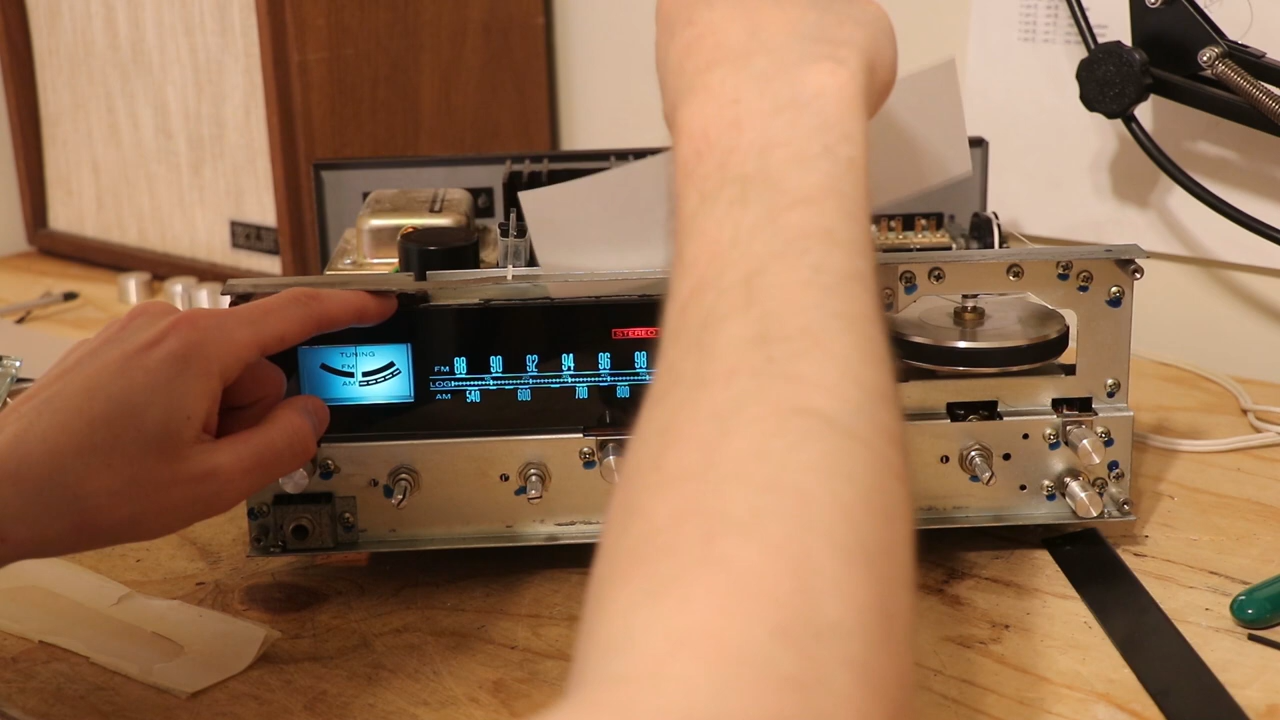 STEREO
TUNING
FM
AM
FM 88 90 92 94 96 98
LOG
AM 540 600 700 800